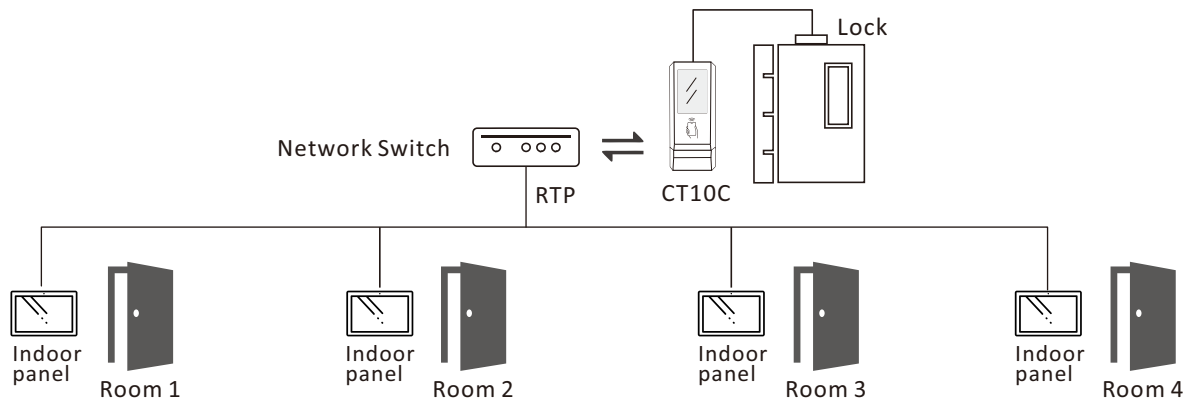 Lock
Network Switch
RTP
CT10C
Indoor
panel
Room 1
Indoor
panel
Room 2
Indoor
panel
Room 3
Indoor
panel
Room 4